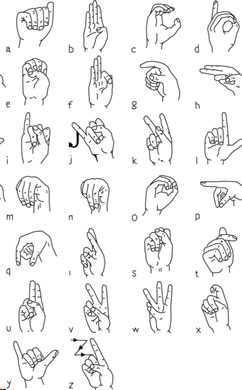 a b c d
e f g h
i j k l
m n o p
q r s t
u v w x
y z